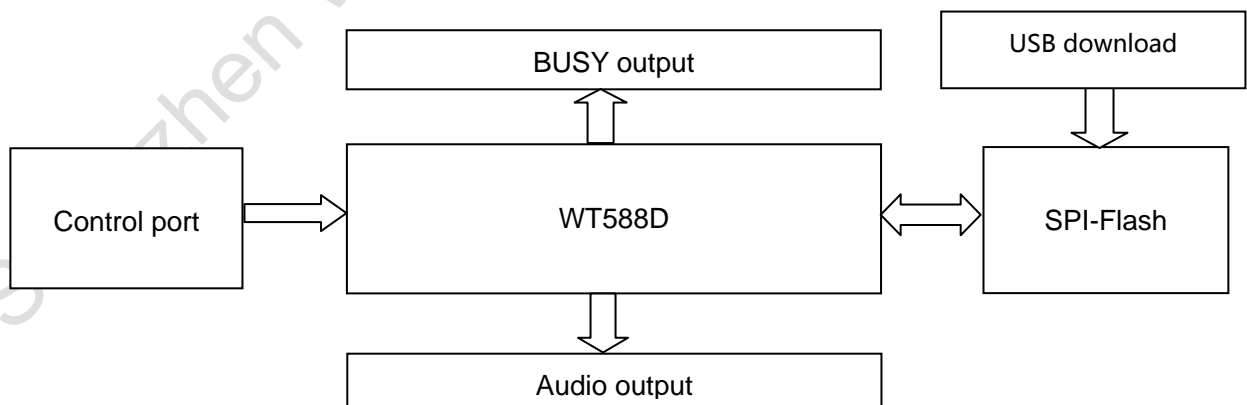 USB download
BUSY output
Control port
WT588D
SPI-Flash
Audio output